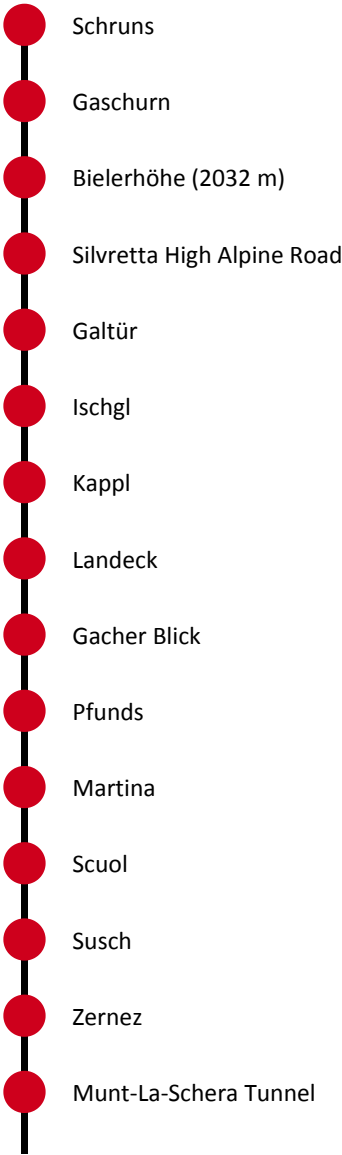 Schruns
Gaschurn
Bielerhöhe (2032 m)
Silvretta High Alpine Road
Galtür
Ischgl
Kappl
Landeck
Gacher Blick
Pfunds
Martina
Scuol
Susch
Zernez
Munt-La-Schera Tunnel